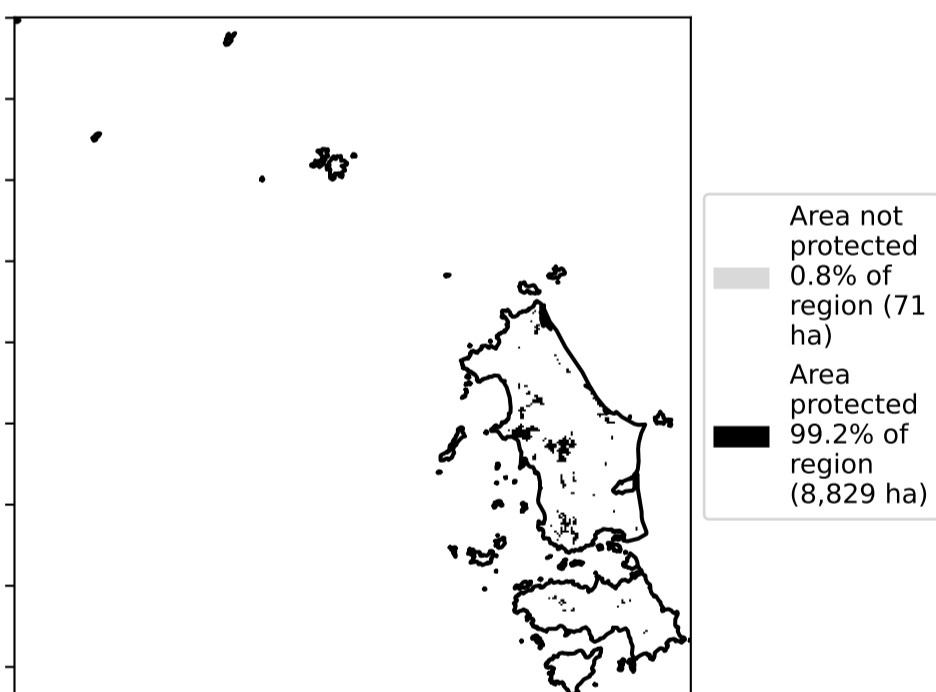 Area not
protected
0.8% of
region (71
ha)
Area
protected
99.2% of
region
(8,829 ha)